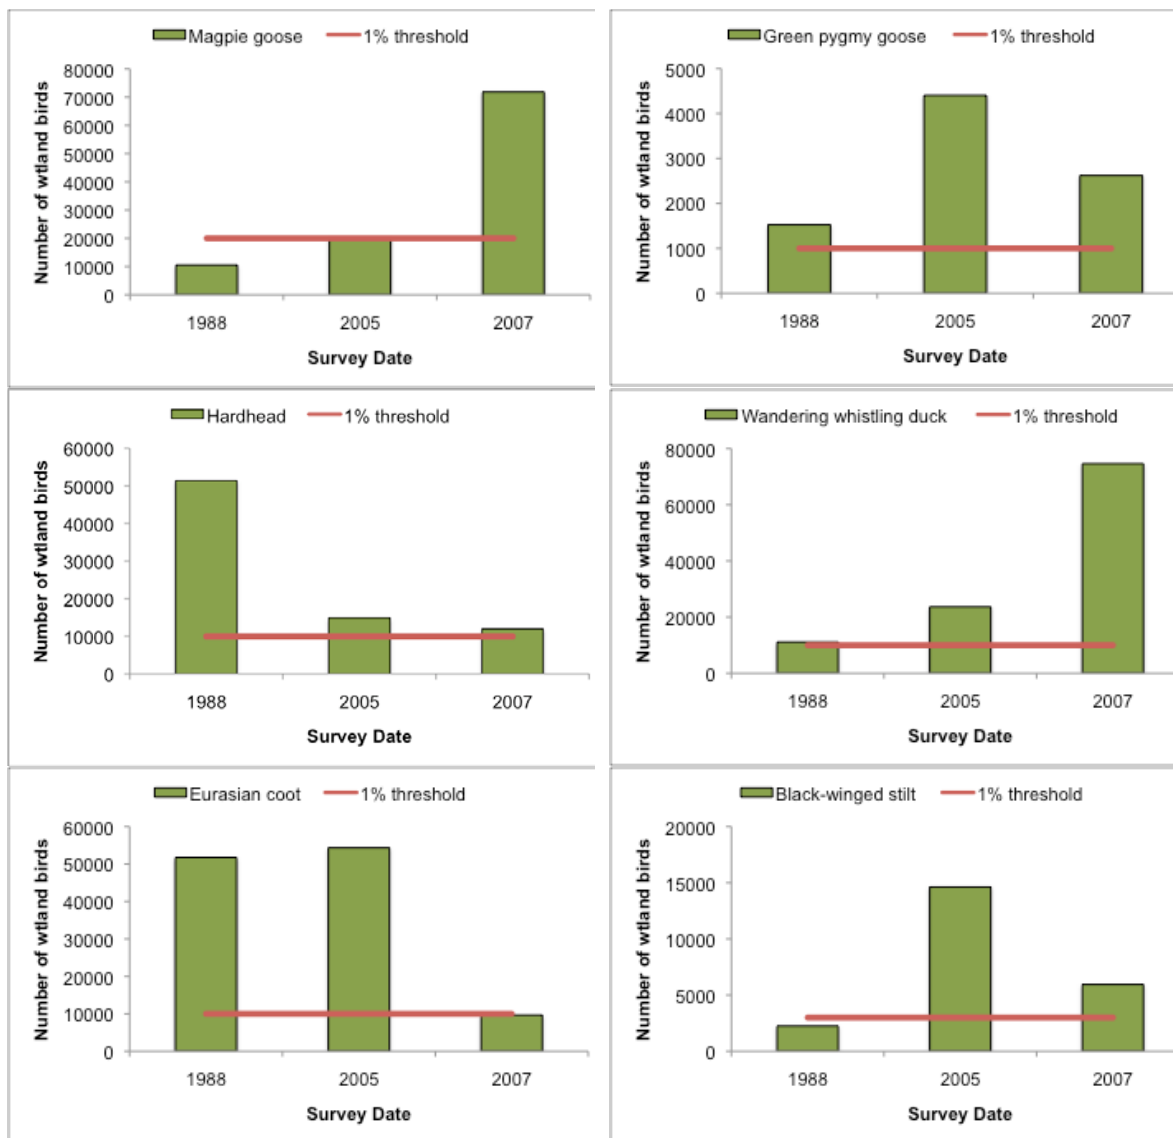 Magpie goose 1% threshold
Number of wtland birds
80000
70000
60000
50000
40000
30000
20000
10000
0
1988 2005 2007
Survey Date
Green pygmy goose 1% threshold
Number of wtland birds
5000
4000
3000
2000
1000
0
1988 2005 2007
Survey Date
Hardhead 1% threshold
Number of wtland birds
60000
50000
40000
30000
20000
10000
0
1988 2005 2007
Survey Date
Wandering whistling duck 1% threshold
Number of wtland birds
80000
60000
40000
20000
0
1988 2005 2007
Survey Date
Eurasian coot 1% threshold
Number of wtland birds
60000
50000
40000
30000
20000
10000
0
1988 2005 2007
Survey Date
Black-winged stilt 1% threshold
Number of wtland birds
20000
15000
10000
5000
0
1988 2005 2007
Survey Date